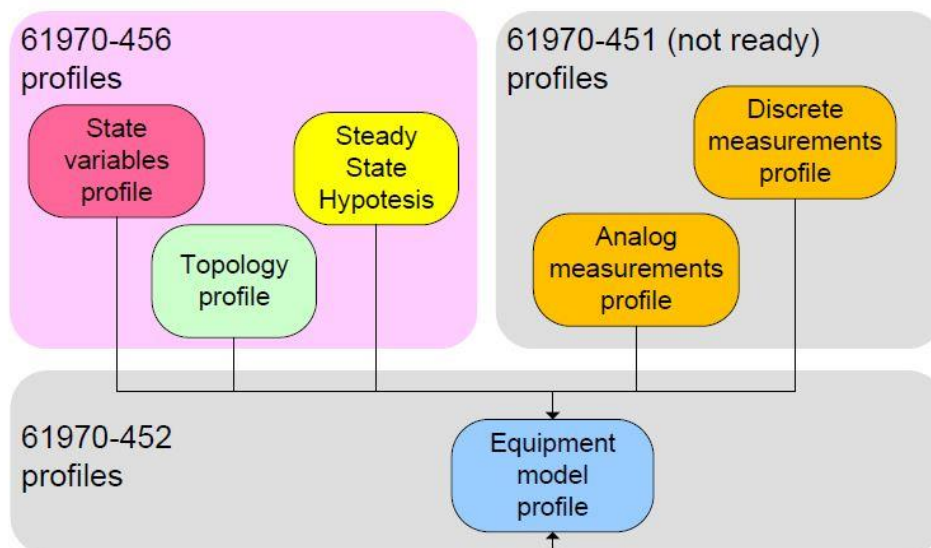 61970-456
profiles
State
variables
profile
Steady
State
Hypotesis
Topology
profile
61970-451 (not ready)
profiles
Discrete
measurements
profile
Analog
measurements
profile
61970-452
profiles
Equipment
model
profile